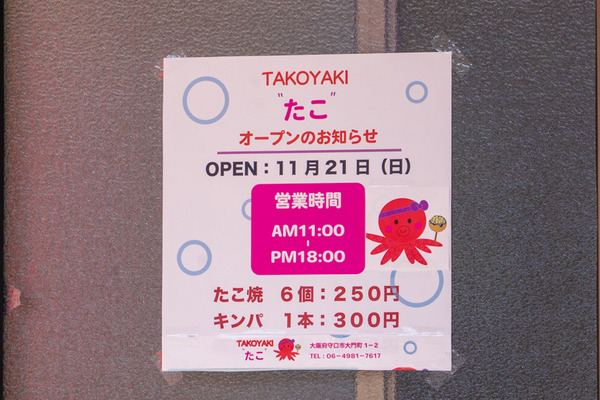 TAKOYAKI
"たこ"
オープンのお知らせ
OPEN：11月21日（日）
営業時間
AM11:00
-
PM18:00
たこ焼　6個：250円
キンパ　1本：300円
TAKOYAKI
"たこ"
大阪府守口市大門町1−2
TEL：06−4981−7617